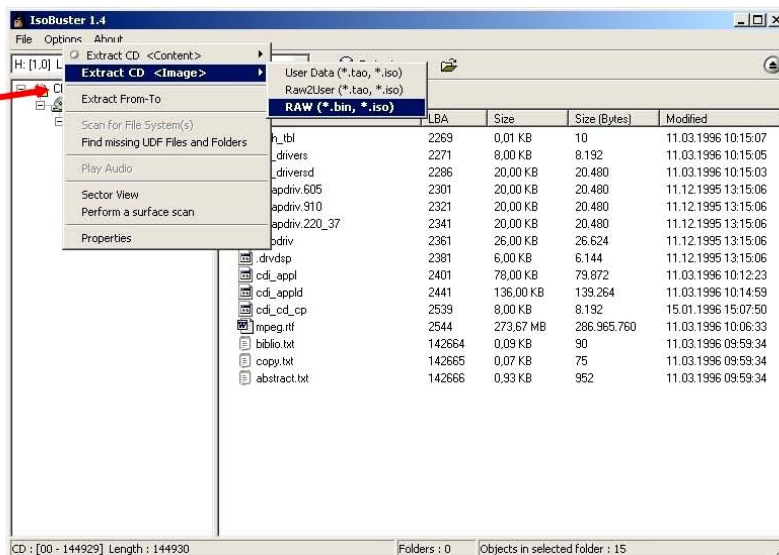 IsoBuster 1.4
File Options About
H: [1,0] L
Extract CD <Content>
Extract CD <Image>
Extract From-To
Scan for File System(s)
Find missing UDF Files and Folders
Play Audio
Sector View
Perform a surface scan
Properties
User Data (*.tao, *.iso)
Raw2User (*.tao, *.iso)
RAW (*.bin, *.iso)
LBA Size Size (Bytes) Modified
h_tbl 2269 0,01 KB 10 11.03.1996 10:15:07
_drivers 2271 8,00 KB 8.192 11.03.1996 10:15:05
_driversd 2286 20,00 KB 20.480 11.03.1996 10:15:03
apdriv.605 2301 20,00 KB 20.480 11.12.1995 13:15:06
apdriv.910 2321 20,00 KB 20.480 11.12.1995 13:15:06
apdriv.220_37 2341 20,00 KB 20.480 11.12.1995 13:15:06
2361 26,00 KB 26.624 11.12.1995 13:15:06
.drvdsp 2381 6,00 KB 6.144 11.12.1995 13:15:06
cdi_appl 2401 78,00 KB 79.872 11.03.1996 10:12:23
cdi_appld 2441 136,00 KB 139.264 11.03.1996 10:14:59
cdi_cd_cp 2539 8,00 KB 8.192 15.01.1996 15:07:50
mpeg.rtf 2544 273,67 MB 286.965.760 11.03.1996 10:06:33
biblio.txt 142664 0,09 KB 90 11.03.1996 09:59:34
copy.txt 142665 0,07 KB 75 11.03.1996 09:59:34
abstract.txt 142666 0,93 KB 952 11.03.1996 09:59:34
CD : [00 - 144929] Length : 144930 Folders : 0 Objects in selected folder : 15